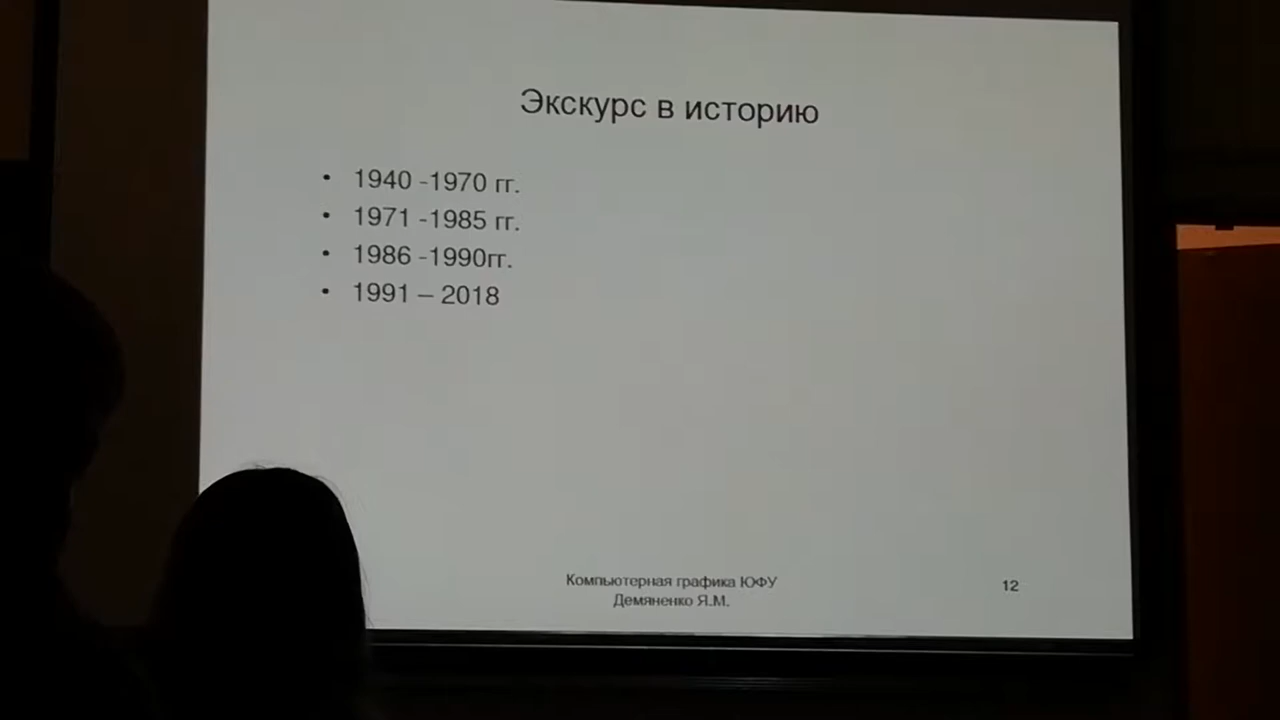 Экскурс в историю
• 1940 -1970 гг.
• 1971 -1985 гг.
• 1986 -1990гг.
• 1991 – 2018
Компьютерная графика ЮФУ
Демяненко Я.М.
12